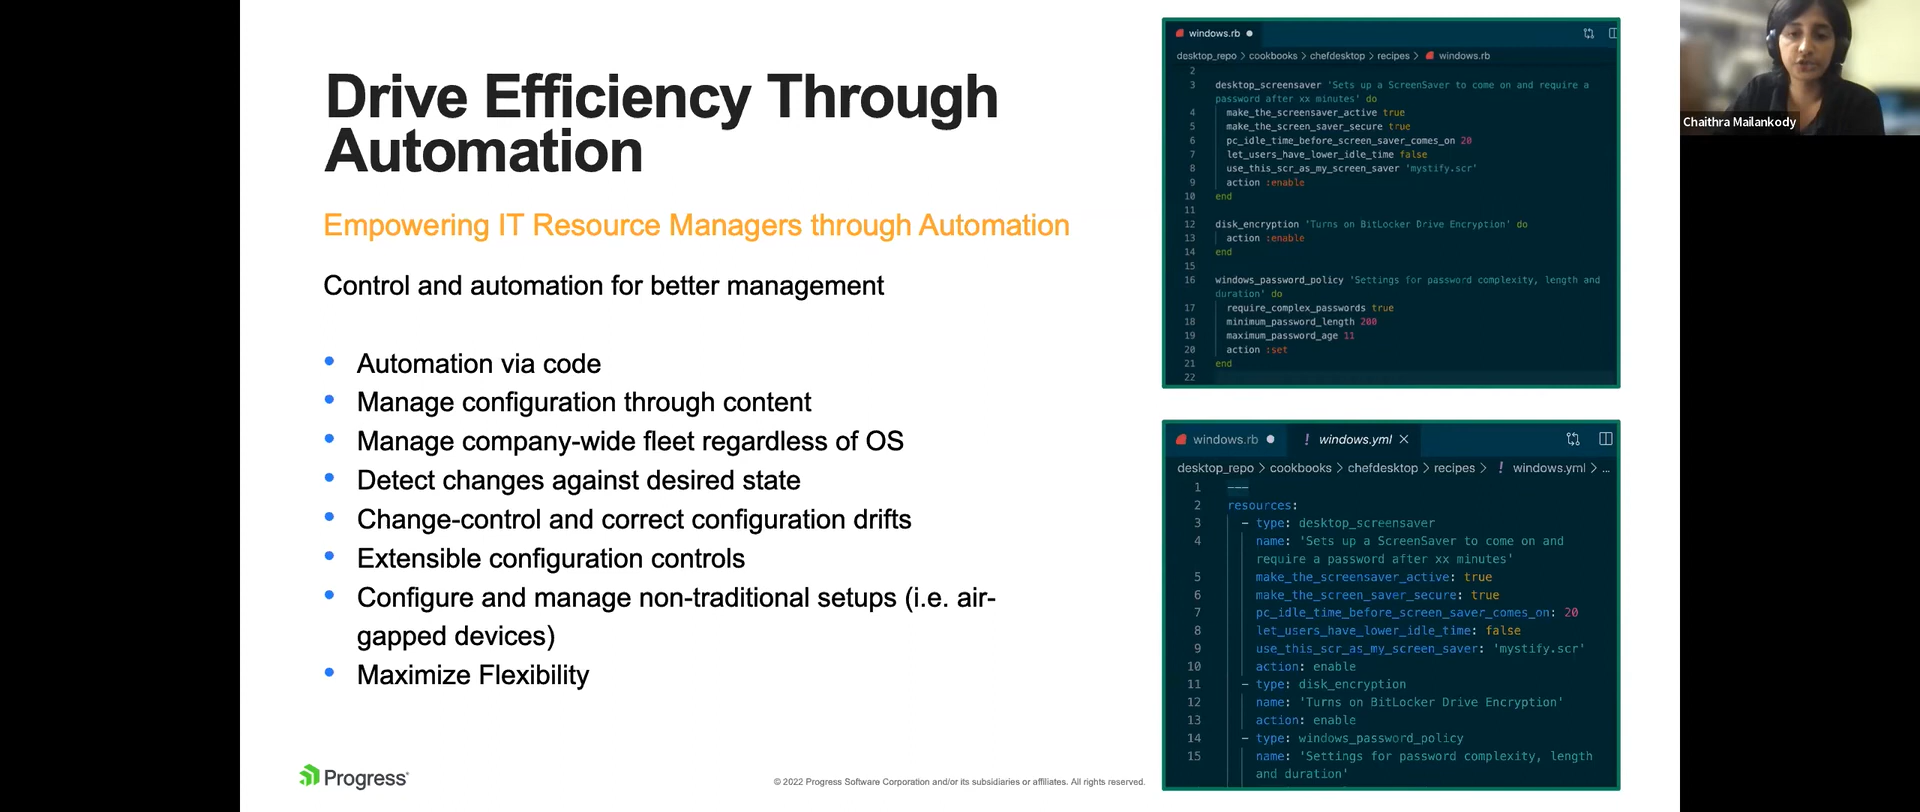 Drive Efficiency Through
Automation
Empowering IT Resource Managers through Automation
Control and automation for better management
• Automation via code
• Manage configuration through content
• Manage company-wide fleet regardless of OS
• Detect changes against desired state
• Change-control and correct configuration drifts
• Extensible configuration controls
• Configure and manage non-traditional setups (i.e. air-
gapped devices)
• Maximize Flexibility
Progress
© 2022 Progress Software Corporation and/or its subsidiaries or affiliates. All rights reserved.
windows.rb
desktop_repo > cookbooks > chefdesktop > recipes > windows.rb
2
3 desktop_screensaver 'Sets up a ScreenSaver to come on and require a
password after xx minutes' do
4 make_the_screensaver_active true
5 make_the_screen_saver_secure true
6 pc_idle_time_before_screen_saver_comes_on 20
7 let_users_have_lower_idle_time false
8 use_this_scr_as_my_screen_saver 'mystify.scr'
9 action :enable
10 end
11
12 disk_encryption 'Turns on BitLocker Drive Encryption' do
13 action :enable
14 end
15
16 windows_password_policy 'Settings for password complexity, length and
duration' do
17 require_complex_passwords true
18 minimum_password_length 200
19 maximum_password_age 11
20 action :set
21 end
22
windows.rb ! windows.yml
desktop_repo > cookbooks > chefdesktop > recipes > ! windows.yml > ...
1 ---
2 resources:
3 - type: desktop_screensaver
4 name: 'Sets up a ScreenSaver to come on and
require a password after xx minutes'
5 make_the_screensaver_active: true
6 make_the_screen_saver_secure: true
7 pc_idle_time_before_screen_saver_comes_on: 20
8 let_users_have_lower_idle_time: false
9 use_this_scr_as_my_screen_saver: 'mystify.scr'
10 action: enable
11 - type: disk_encryption
12 name: 'Turns on BitLocker Drive Encryption'
13 action: enable
14 - type: windows_password_policy
15 name: 'Settings for password complexity, length
and duration'
Chaithra Mailankody